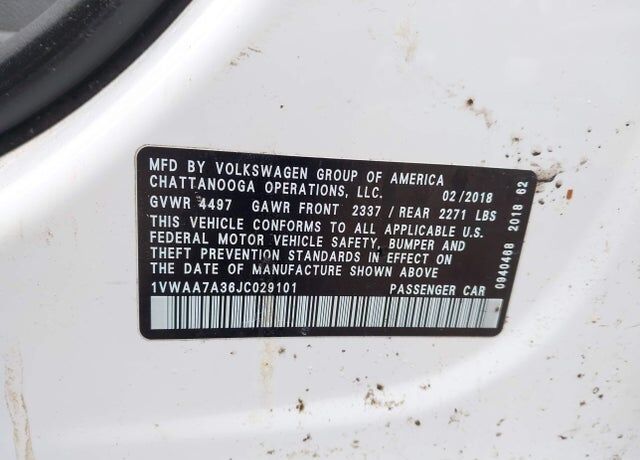 MFD BY VOLKSWAGEN GROUP OF AMERICA
CHATTANOOGA OPERATIONS, LLC. 02/2018
GVWR 4497 GAWR FRONT 2337 / REAR 2271 LBS
THIS VEHICLE CONFORMS TO ALL APPLICABLE U.S.
FEDERAL MOTOR VEHICLE SAFETY, BUMPER AND
THEFT PREVENTION STANDARDS IN EFFECT ON
THE DATE OF MANUFACTURE SHOWN ABOVE
1VWAA7A36JC029101 PASSENGER CAR
0940468 2018 62